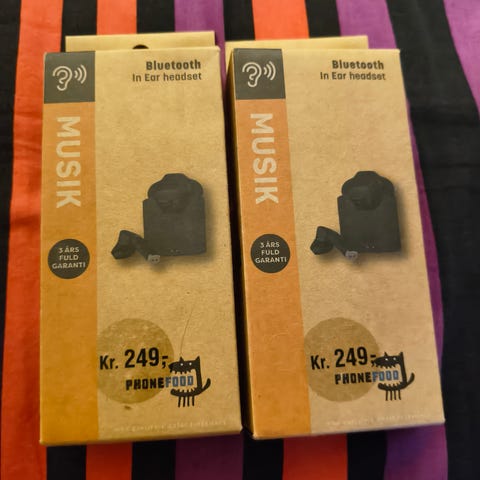 Bluetooth
In Ear headset
MUSIK
3 ÅRS
FULD
GARANTI
Kr. 249,-
PHONEFOOD
Bluetooth
In Ear headset
MUSIK
3 ÅRS
FULD
GARANTI
Kr. 249,-
PHONEFOOD